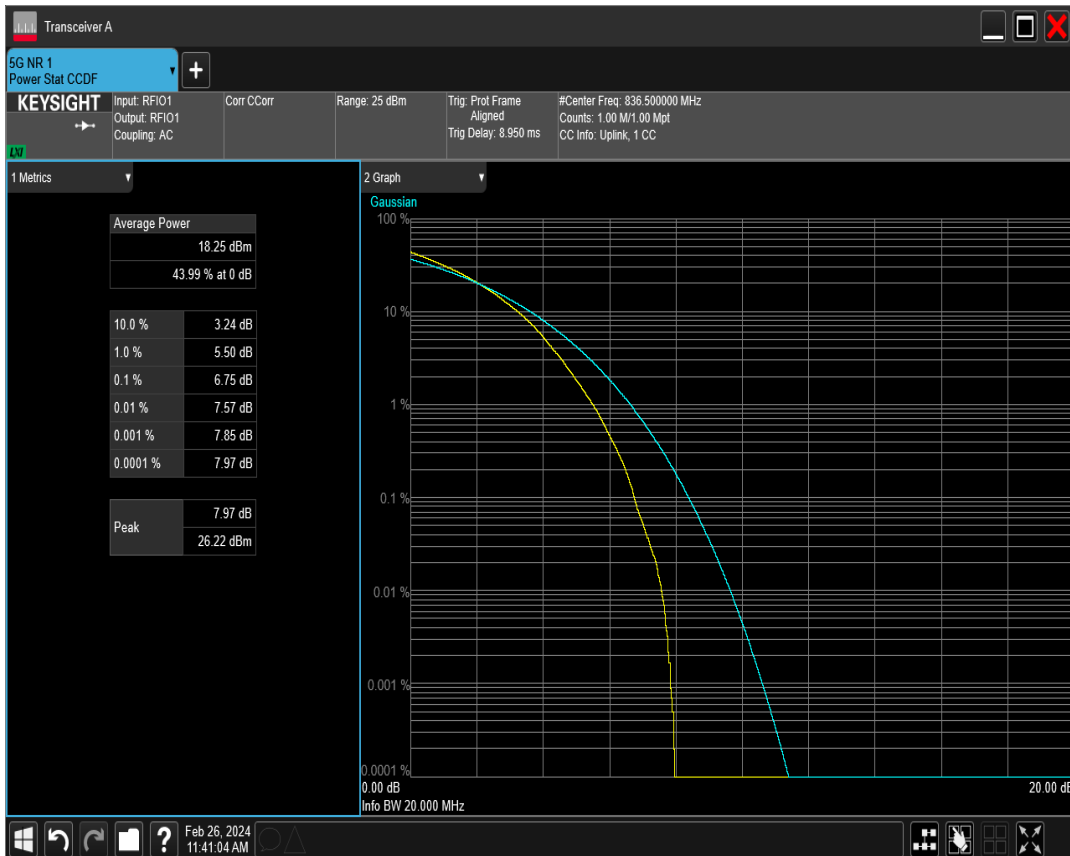 Transceiver A
5G NR 1
Power Stat CCDF
KEYSIGHT
LXI
Input: RFIO1
Output: RFIO1
Coupling: AC
Corr CCorr
Range: 25 dBm
Trig: Prot Frame
Aligned
Trig Delay: 8.950 ms
#Center Freq: 836.500000 MHz
Counts: 1.00 M/1.00 Mpt
CC Info: Uplink, 1 CC
1 Metrics
Average Power
18.25 dBm
43.99 % at 0 dB
10.0 % 3.24 dB
1.0 % 5.50 dB
0.1 % 6.75 dB
0.01 % 7.57 dB
0.001 % 7.85 dB
0.0001 % 7.97 dB
Peak
7.97 dB
26.22 dBm
2 Graph
Gaussian
100 %
10 %
1 %
0.1 %
0.01 %
0.001 %
0.0001 %
0.00 dB 20.00 dB
Info BW 20.000 MHz
?
Feb 26, 2024
11:41:04 AM